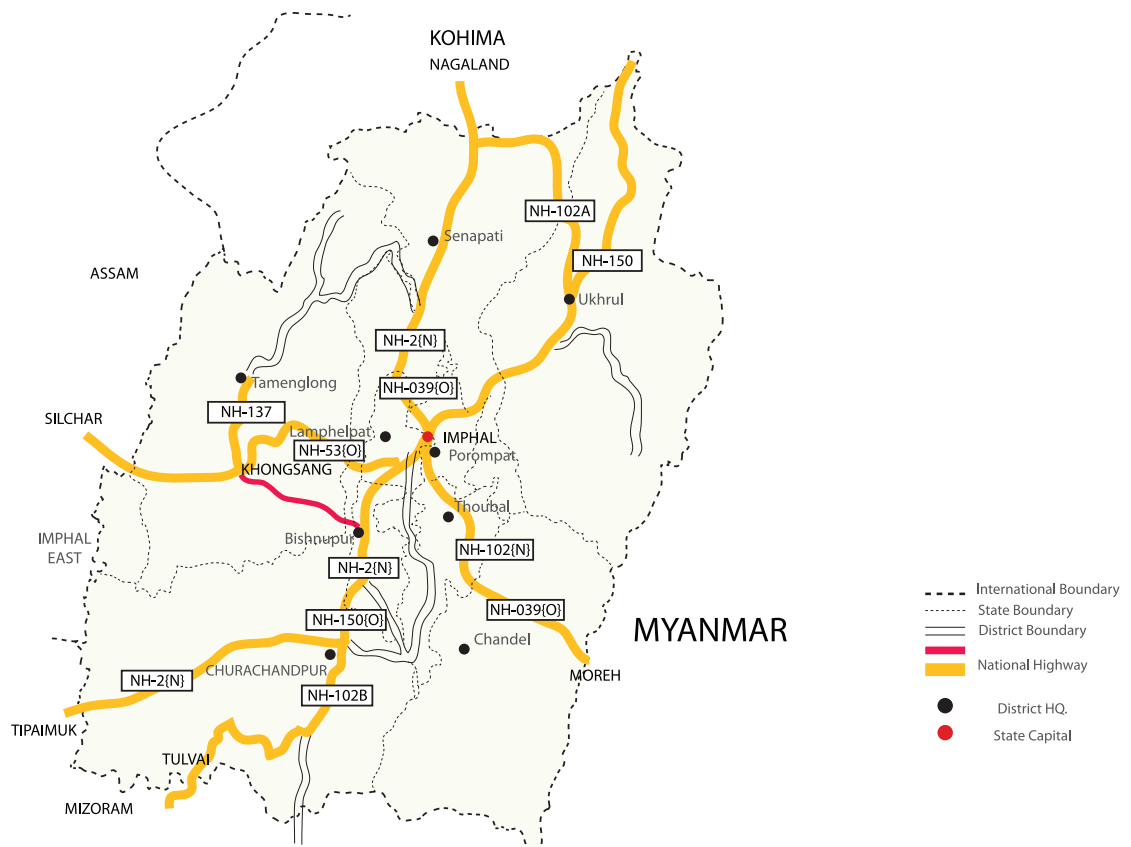 KOHIMA
NAGALAND
NH-102A
Senapati
NH-150
ASSAM
Ukhrul
NH-2{N}
Tamenglong
NH-039{O}
NH-137
SILCHAR
Lamphelpat
IMPHAL
NH-53{O}
Porompat
KHONGSANG
Thoubal
Bishnupur
IMPHAL
EAST
NH-102{N}
NH-2{N}
NH-039{O}
NH-150{O}
Chandel
MYANMAR
CHURACHANDPUR
MOREH
NH-2{N}
NH-102B
TIPAIMUK
TULVAI
MIZORAM
International Boundary
State Boundary
District Boundary
National Highway
District HQ.
State Capital